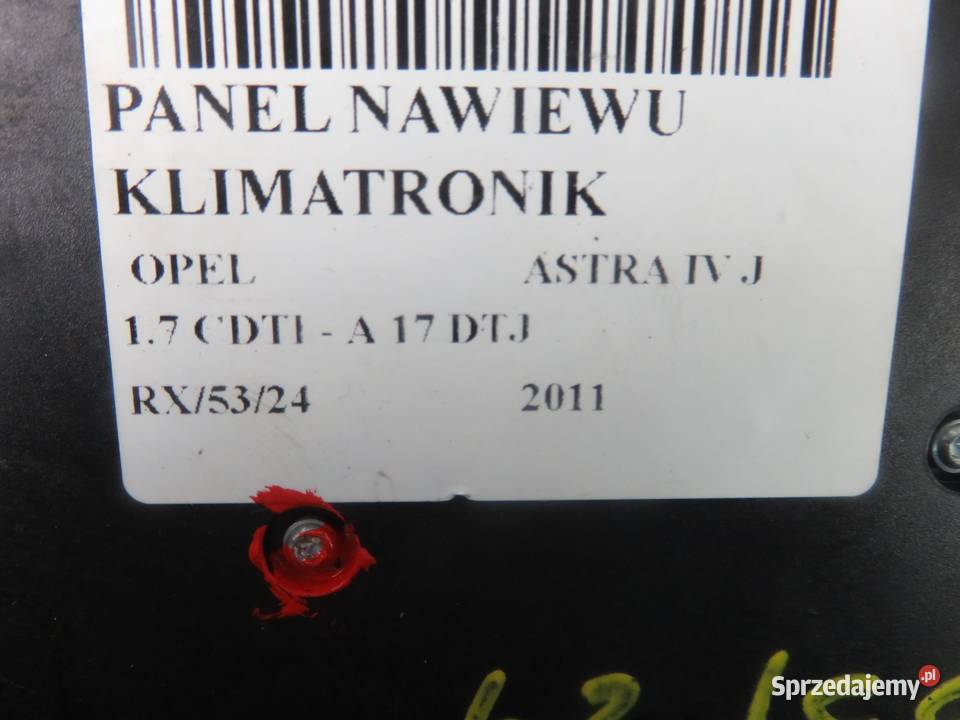 PANEL NAWIEWU
KLIMATRONIK
OPEL ASTRA IV J
1.7 CDTI - A 17 DTJ
RX/53/24 2011
Sprzedajemy.pl